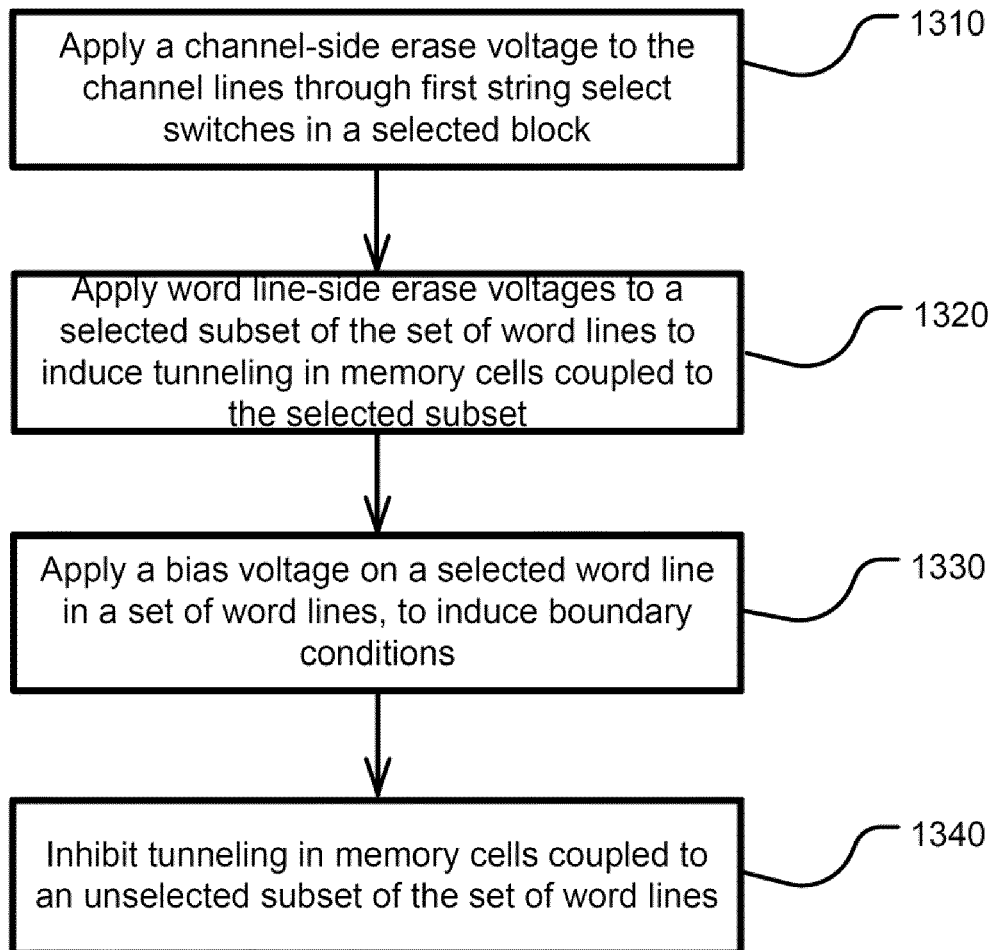 Apply a channel-side erase voltage to the
channel lines through first string select
switches in a selected block
1310
Apply word line-side erase voltages to a
selected subset of the set of word lines to
induce tunneling in memory cells coupled to
the selected subset
1320
Apply a bias voltage on a selected word line
in a set of word lines, to induce boundary
conditions
1330
Inhibit tunneling in memory cells coupled to
an unselected subset of the set of word lines
1340